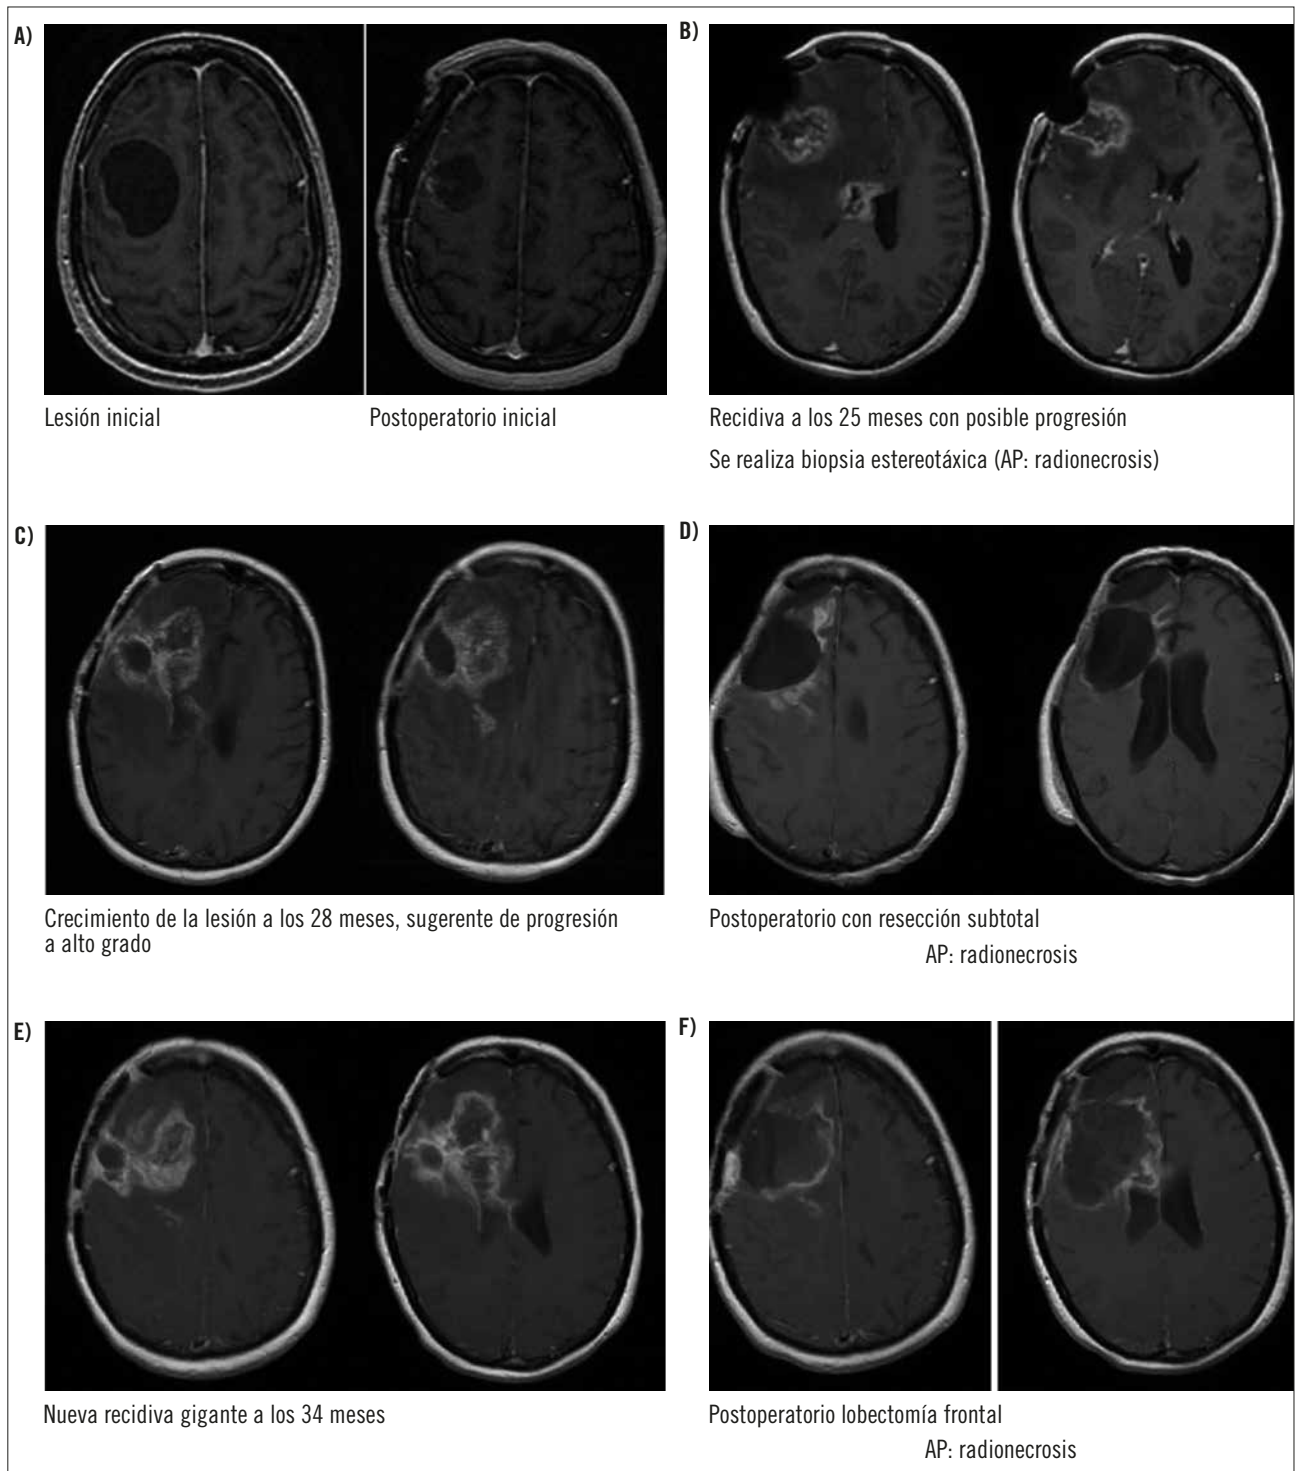 A)
B)
Lesión inicial
Postoperatorio inicial
Recidiva a los 25 meses con posible progresión
Se realiza biopsia estereotáxica (AP: radionecrosis)
C)
D)
Crecimiento de la lesión a los 28 meses, sugerente de progresión
a alto grado
Postoperatorio con resección subtotal
AP: radionecrosis
E)
F)
Nueva recidiva gigante a los 34 meses
Postoperatorio lobectomía frontal
AP: radionecrosis